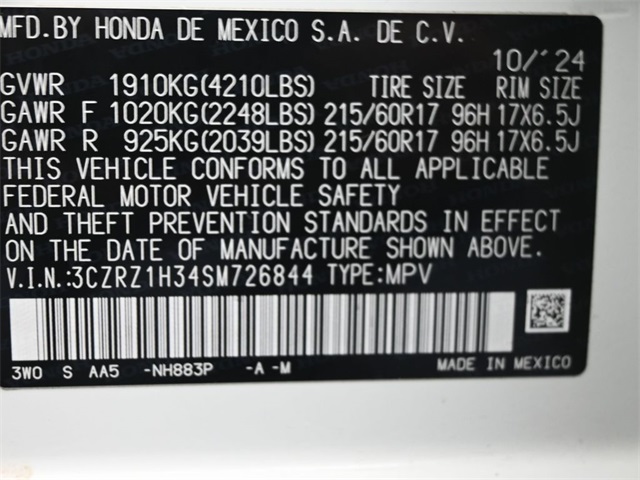 MFD.BY HONDA DE MEXICO S.A. DE C.V.
10/'24
GVWR 1910KG(4210LBS) TIRE SIZE RIM SIZE
GAWR F 1020KG(2248LBS) 215/60R17 96H 17X6.5J
GAWR R 925KG(2039LBS) 215/60R17 96H 17X6.5J
THIS VEHICLE CONFORMS TO ALL APPLICABLE
FEDERAL MOTOR VEHICLE SAFETY
AND THEFT PREVENTION STANDARDS IN EFFECT
ON THE DATE OF MANUFACTURE SHOWN ABOVE.
V.I.N.:3CZRZ1H34SM726844 TYPE:MPV
3W0 S AA5 -NH883P -A -M MADE IN MEXICO